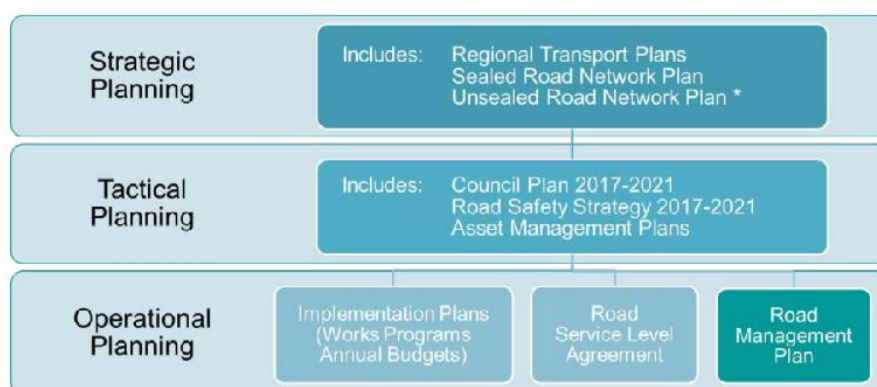 Strategic
Planning
Includes: Regional Transport Plans
Sealed Road Network Plan
Unsealed Road Network Plan *
Tactical
Planning
Includes: Council Plan 2017-2021
Road Safety Strategy 2017-2021
Asset Management Plans
Operational
Planning
Implementation Plans
(Works Programs
Annual Budgets)
Road
Service Level
Agreement
Road
Management
Plan